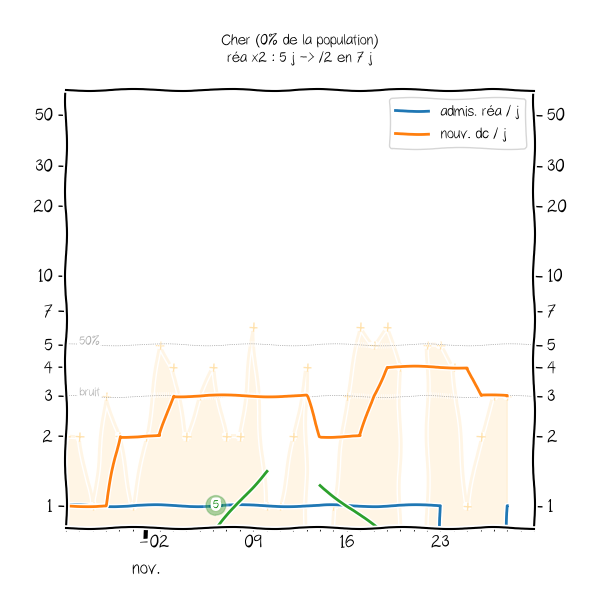 Cher (0% de la population)
réa x2 : 5 j -> /2 en 7 j
admis. réa / j
nouv. dc / j
50 50
30 30
20 20
10 10
7 7
50%
5 5
4 4
bruit
3 3
2 2
5
1 1
02 09 16 23
nov.